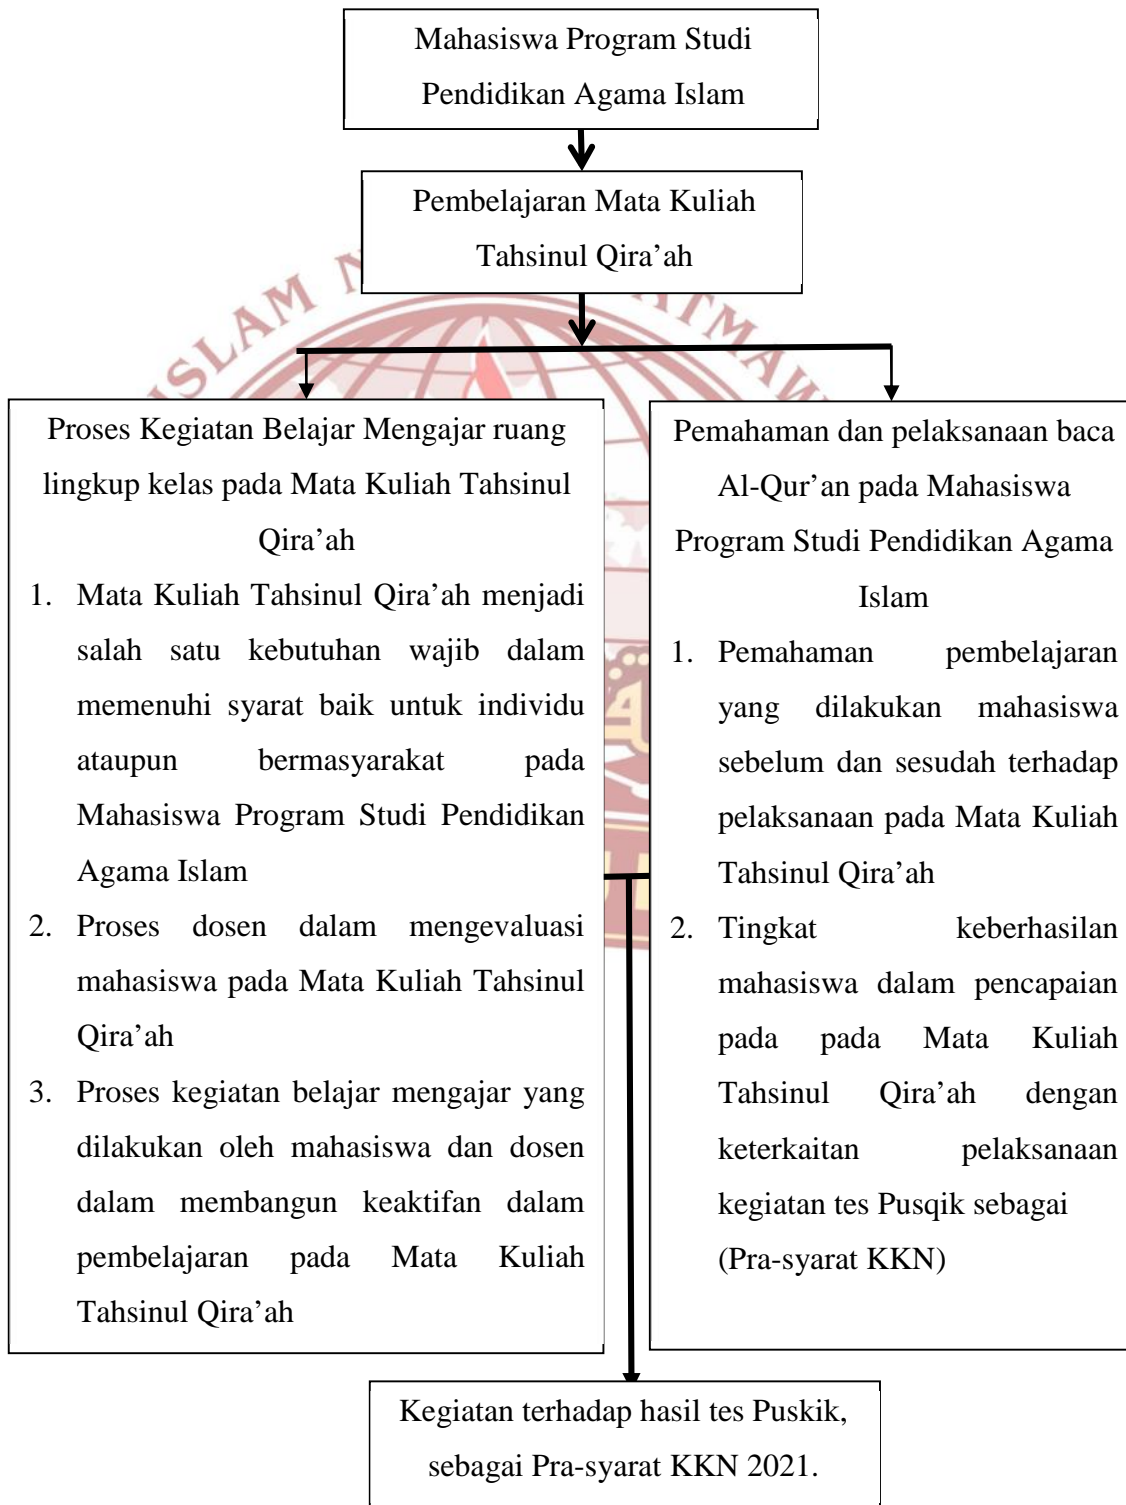 Mahasiswa Program Studi
Pendidikan Agama Islam
Pembelajaran Mata Kuliah
Tahsinul Qira’ah
ISLAM N
ATMAW
Proses Kegiatan Belajar Mengajar ruang
lingkup kelas pada Mata Kuliah Tahsinul
Qira’ah
1. Mata Kuliah Tahsinul Qira’ah menjadi
salah satu kebutuhan wajib dalam
memenuhi syarat baik untuk individu
ataupun bermasyarakat pada
Mahasiswa Program Studi Pendidikan
Agama Islam
2. Proses dosen dalam mengevaluasi
mahasiswa pada Mata Kuliah Tahsinul
Qira’ah
3. Proses kegiatan belajar mengajar yang
dilakukan oleh mahasiswa dan dosen
dalam membangun keaktifan dalam
pembelajaran pada Mata Kuliah
Tahsinul Qira’ah
Pemahaman dan pelaksanaan baca
Al-Qur’an pada Mahasiswa
Program Studi Pendidikan Agama
Islam
1. Pemahaman pembelajaran
yang dilakukan mahasiswa
sebelum dan sesudah terhadap
pelaksanaan pada Mata Kuliah
Tahsinul Qira’ah
2. Tingkat keberhasilan
mahasiswa dalam pencapaian
pada pada Mata Kuliah
Tahsinul Qira’ah dengan
keterkaitan pelaksanaan
kegiatan tes Pusqik sebagai
(Pra-syarat KKN)
Kegiatan terhadap hasil tes Puskik,
sebagai Pra-syarat KKN 2021.